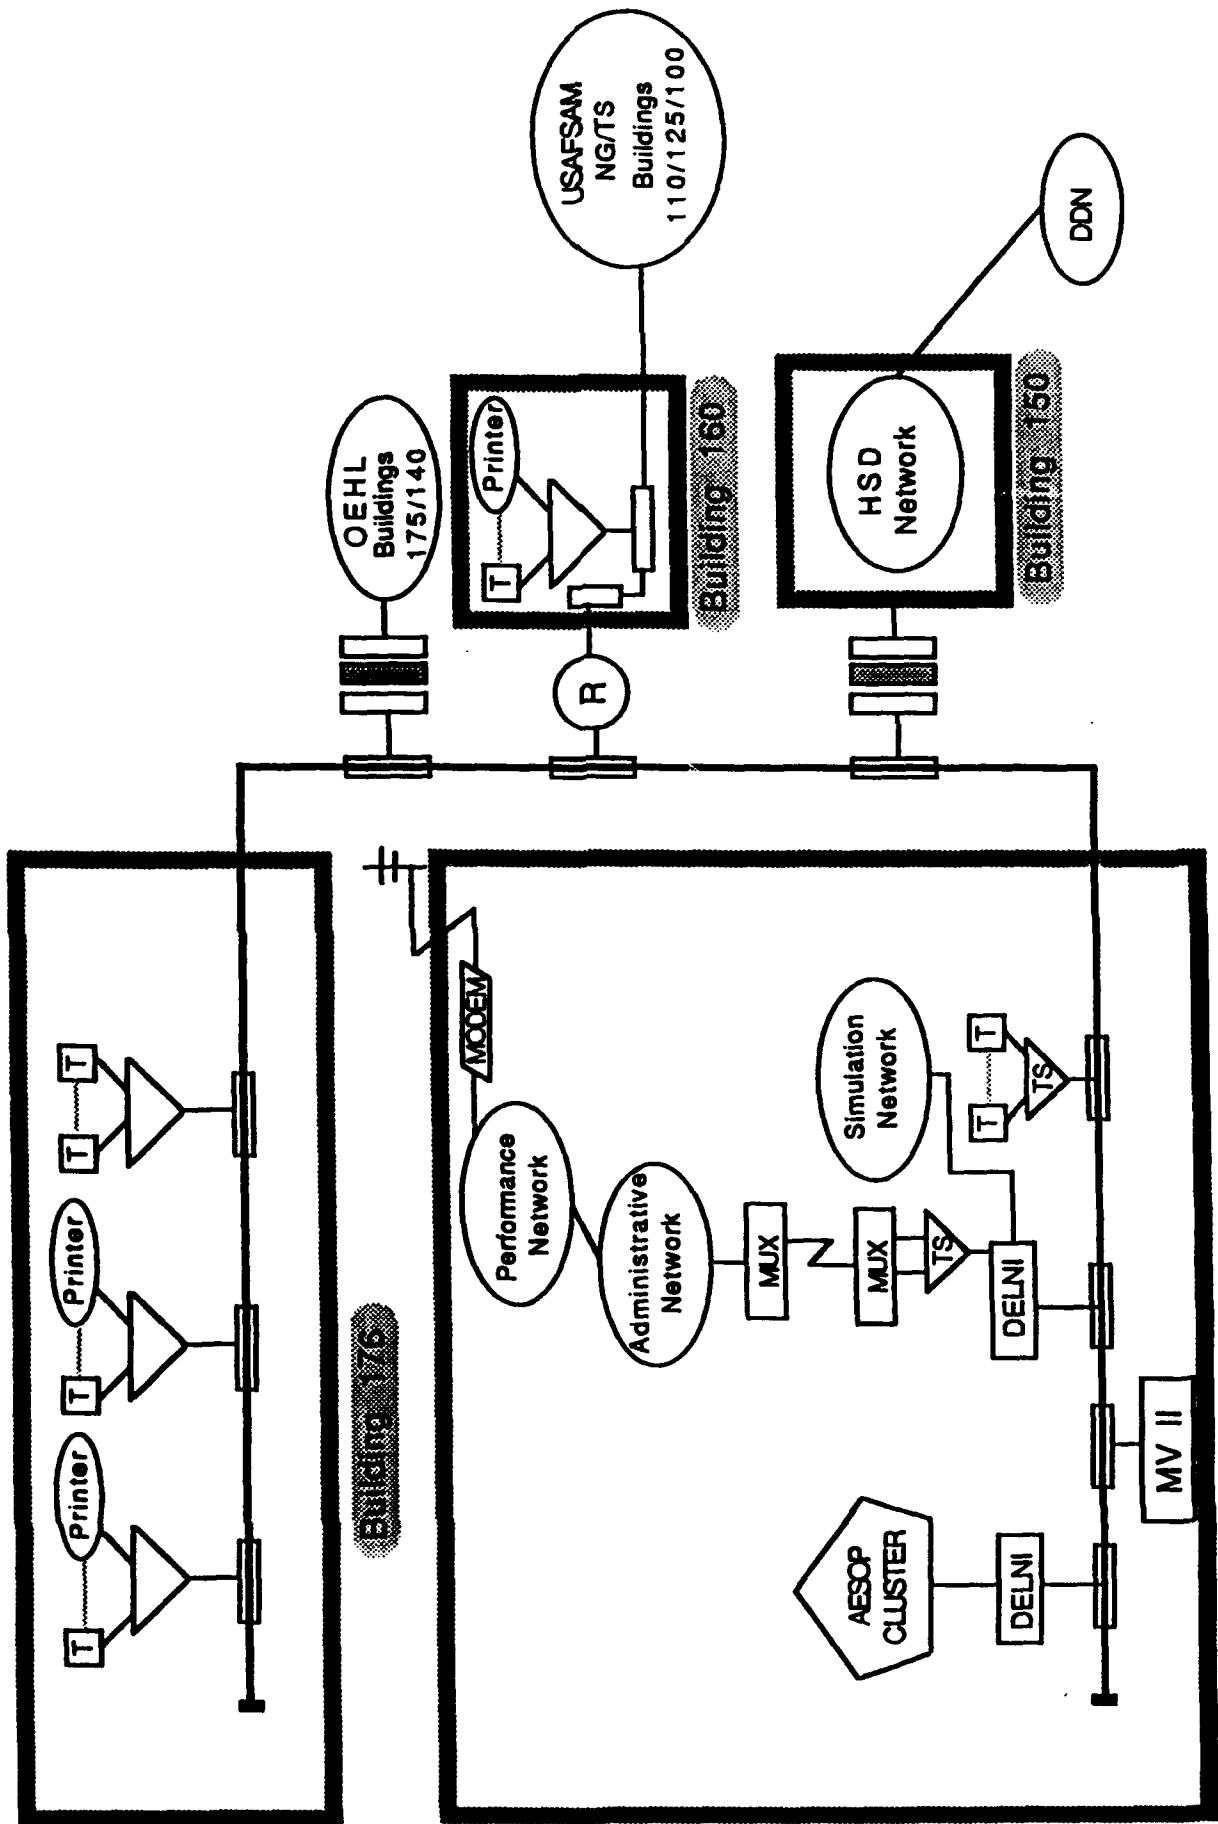 T
Printer
T
Printer
T
T
Building 176
OEHL
Buildings
175/140
MODEM
Performance
Network
Administrative
Network
T
Printer
R
Building 160
USAFSAM
NG/TS
Buildings
110/125/100
MUX
MUX
TS
Simulation
Network
AESOP
CLUSTER
DELNI
DELNI
T
T
TS
HSD
Network
Building 150
DDN
MV II